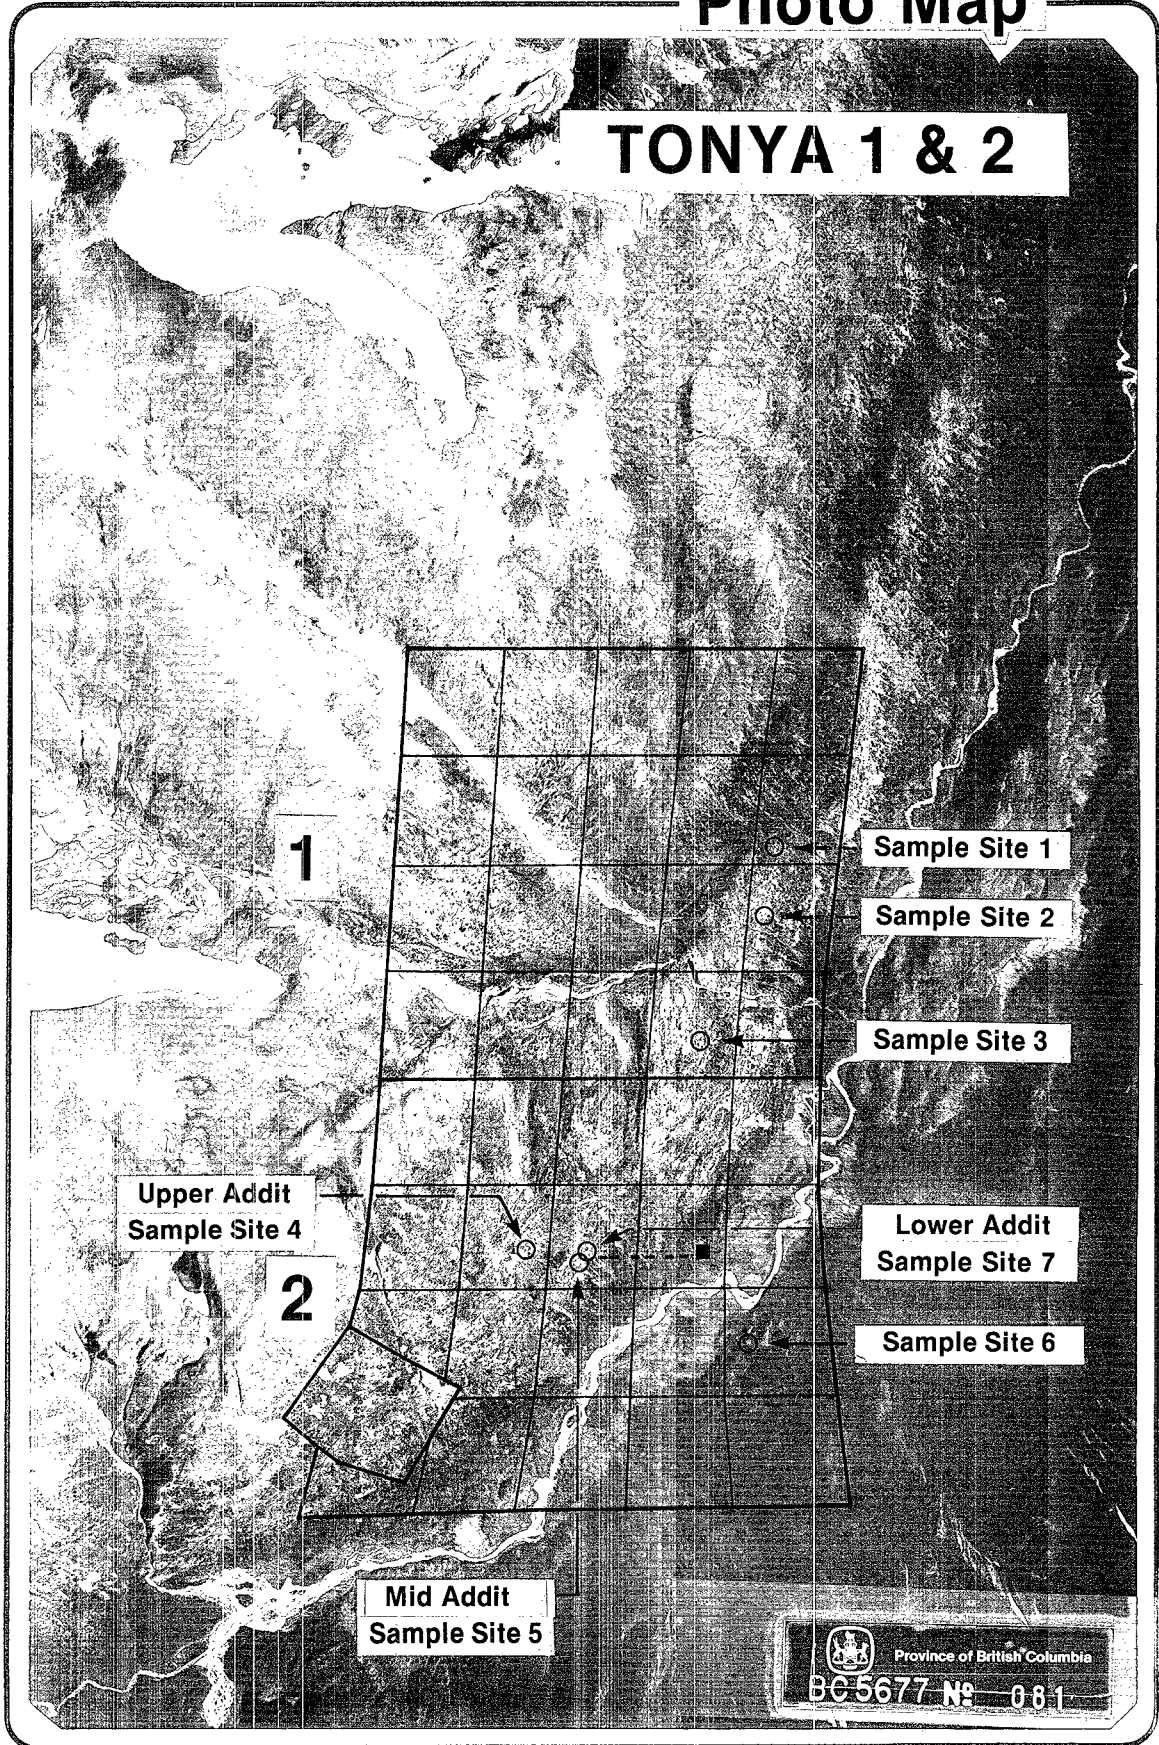 Photo Map
TONYA 1 & 2
1
Sample Site 1
Sample Site 2
Sample Site 3
Upper Addit
Sample Site 4
Lower Addit
Sample Site 7
2
Sample Site 6
Mid Addit
Sample Site 5
Province of British Columbia
BC5677 No 081